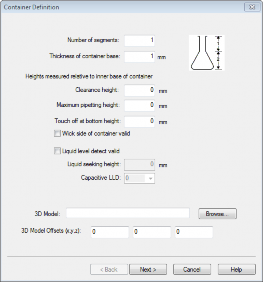 Container Definition
Number of segments: 1
Thickness of container base: 1 mm
Heights measured relative to inner base of container
Clearance height: 0 mm
Maximum pipetting height: 0 mm
Touch off at bottom height: 0 mm
Wick side of container valid
Liquid level detect valid
Liquid seeking height: 0 mm
Capacitive LLD: 0
3D Model: Browse...
3D Model Offsets (x,y,z): 0 0 0
< Back Next > Cancel Help